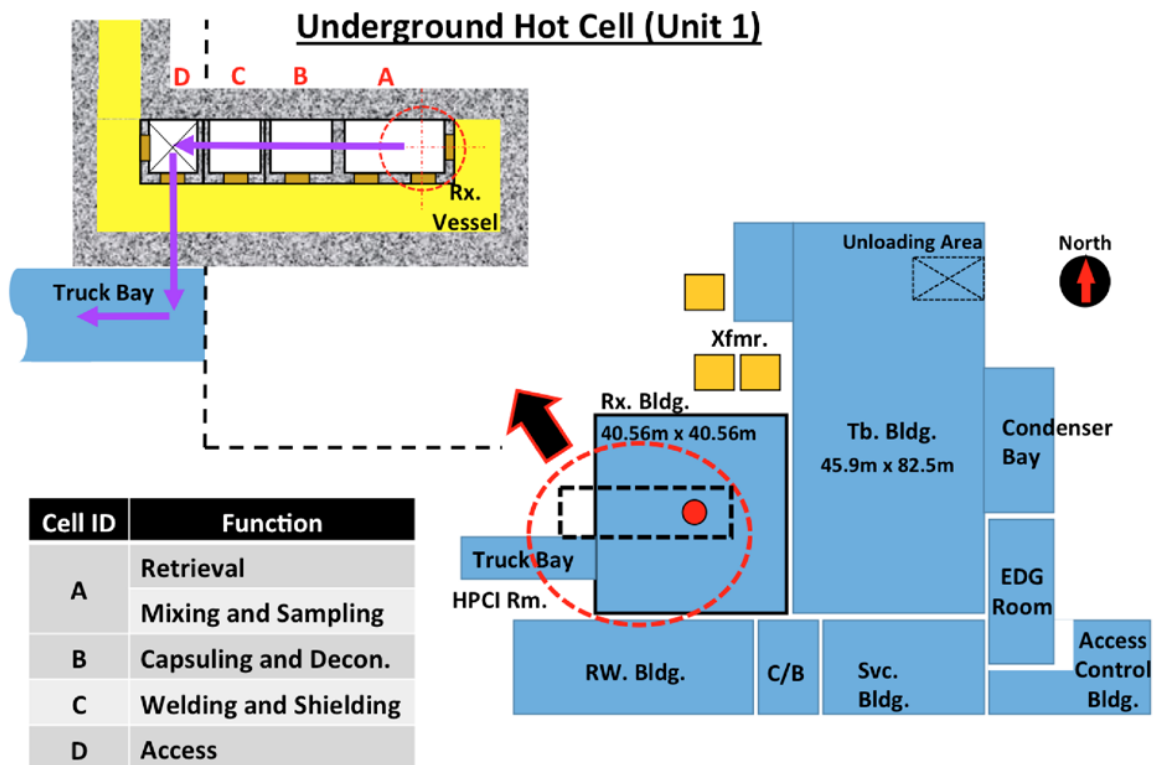 Underground Hot Cell (Unit 1)
D C B A
Rx.
Vessel
Truck Bay
Unloading Area
North
Xfmr.
Rx. Bldg.
40.56m x 40.56m
Tb. Bldg.
45.9m x 82.5m
Condenser
Bay
Truck Bay
HPCI Rm.
EDG
Room
RW. Bldg.
C/B
Svc.
Bldg.
Access
Control
Bldg.
Cell ID Function
A Retrieval
Mixing and Sampling
B Capsuling and Decon.
C Welding and Shielding
D Access